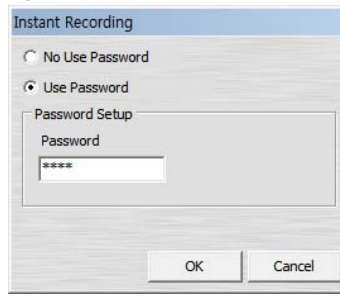 Instant Recording
No Use Password
Use Password
Password Setup
Password
****
OK Cancel